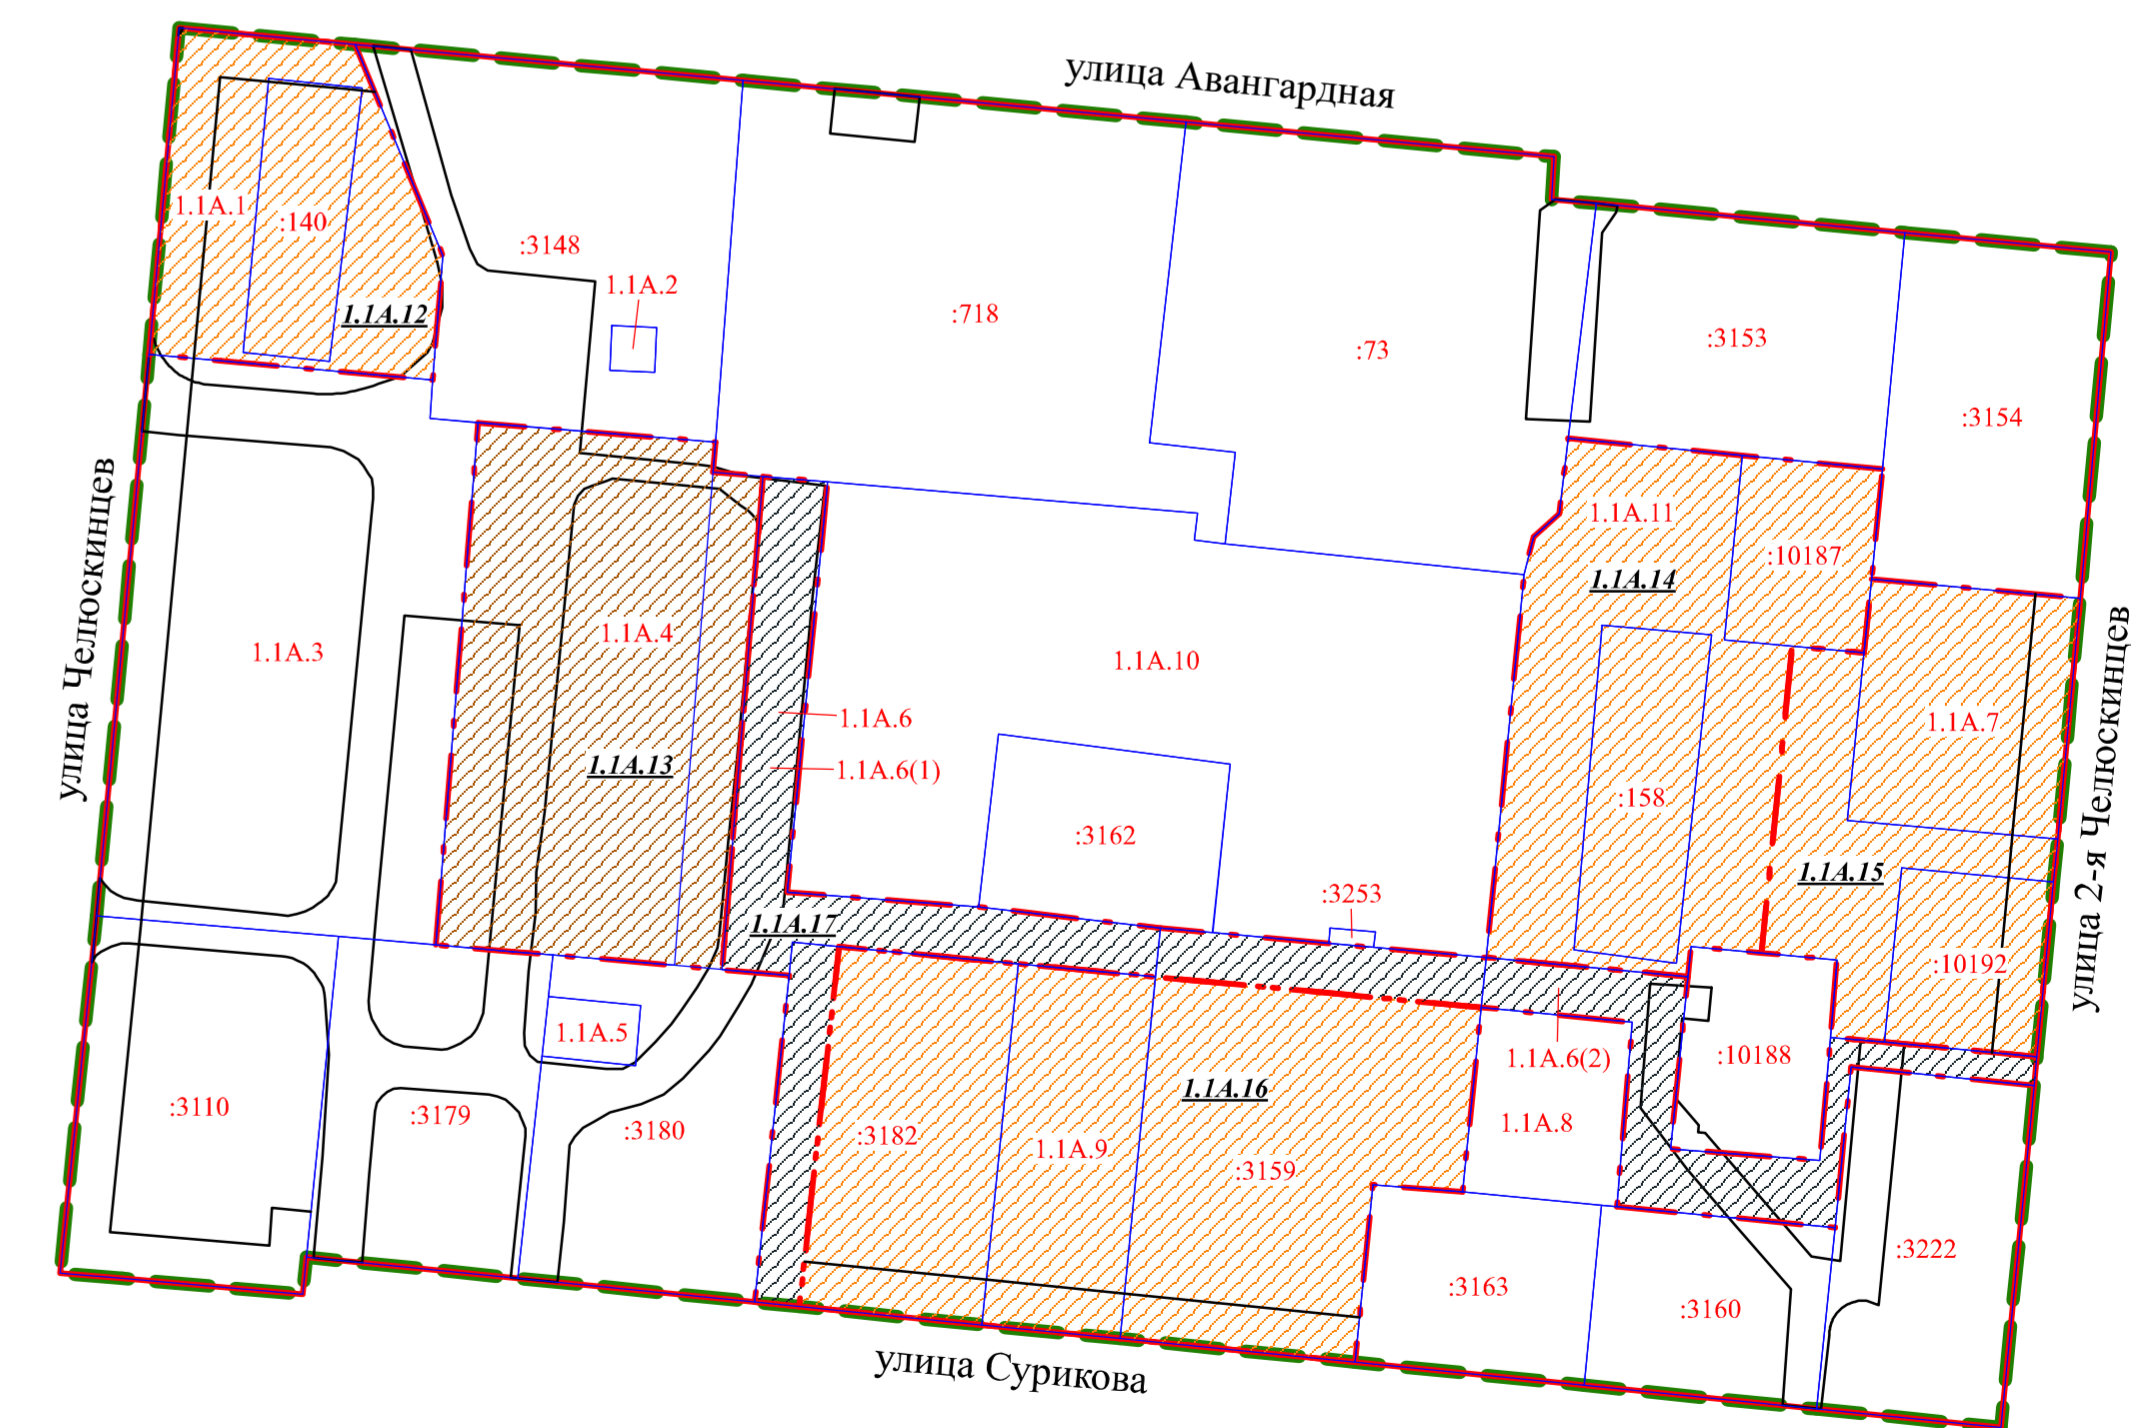 улица Авангардная
1.1А.1
:140
:3148
1.1А.2
1.1А.12
:718
:73
:3153
:3154
улица Челюскинцев
1.1А.11
:10187
1.1А.14
1.1А.3
1.1А.4
1.1А.10
1.1А.6
1.1А.7
1.1А.13
1.1А.6(1)
:158
:3162
1.1А.15
улица 2-я Челюскинцев
:3253
1.1А.17
:10192
1.1А.5
1.1А.6(2)
:10188
1.1А.16
:3110
:3179
:3180
:3182
1.1А.9
:3159
1.1А.8
:3222
:3163
:3160
улица Сурикова